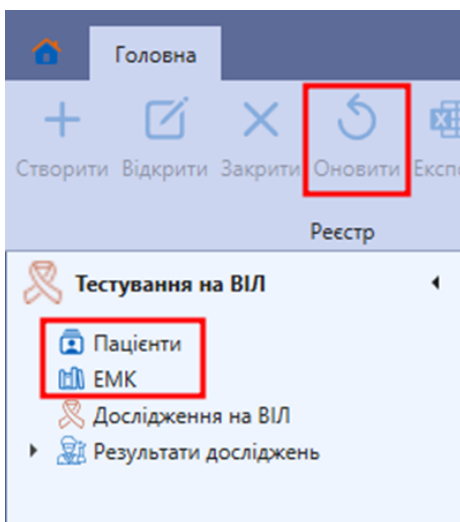 Головна
Створити Відкрити Закрити Оновити Експ
Реєстр
Тестування на ВІЛ
Пацієнти
ЕМК
Дослідження на ВІЛ
Результати досліджень